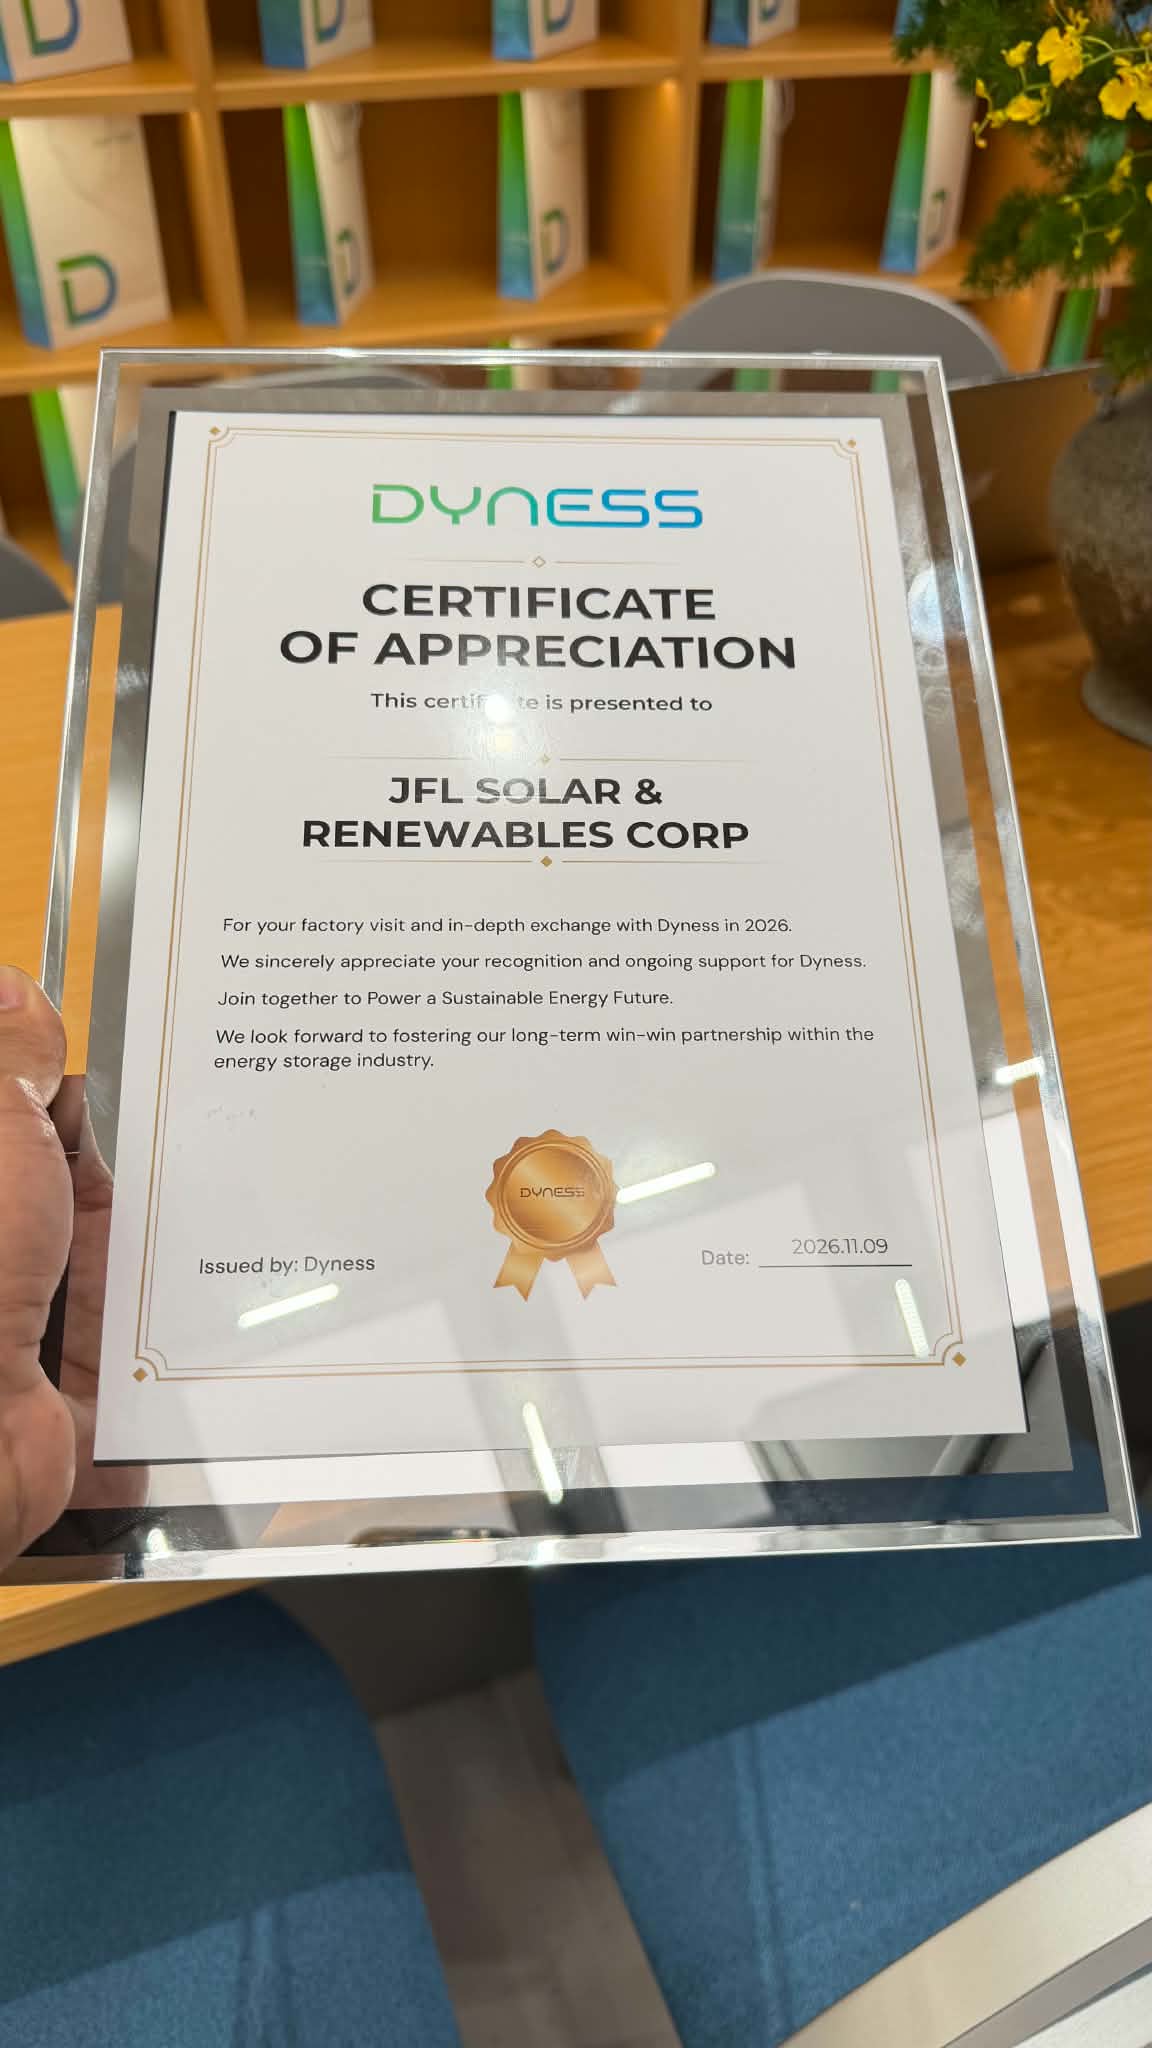 DYNESS
CERTIFICATE
OF APPRECIATION
This certificate is presented to
JFL SOLAR &
RENEWABLES CORP
For your factory visit and in-depth exchange with Dyness in 2026.
We sincerely appreciate your recognition and ongoing support for Dyness.
Join together to Power a Sustainable Energy Future.
We look forward to fostering our long-term win-win partnership within the
energy storage industry.
DYNESS
Issued by: Dyness
Date: 2026.11.09